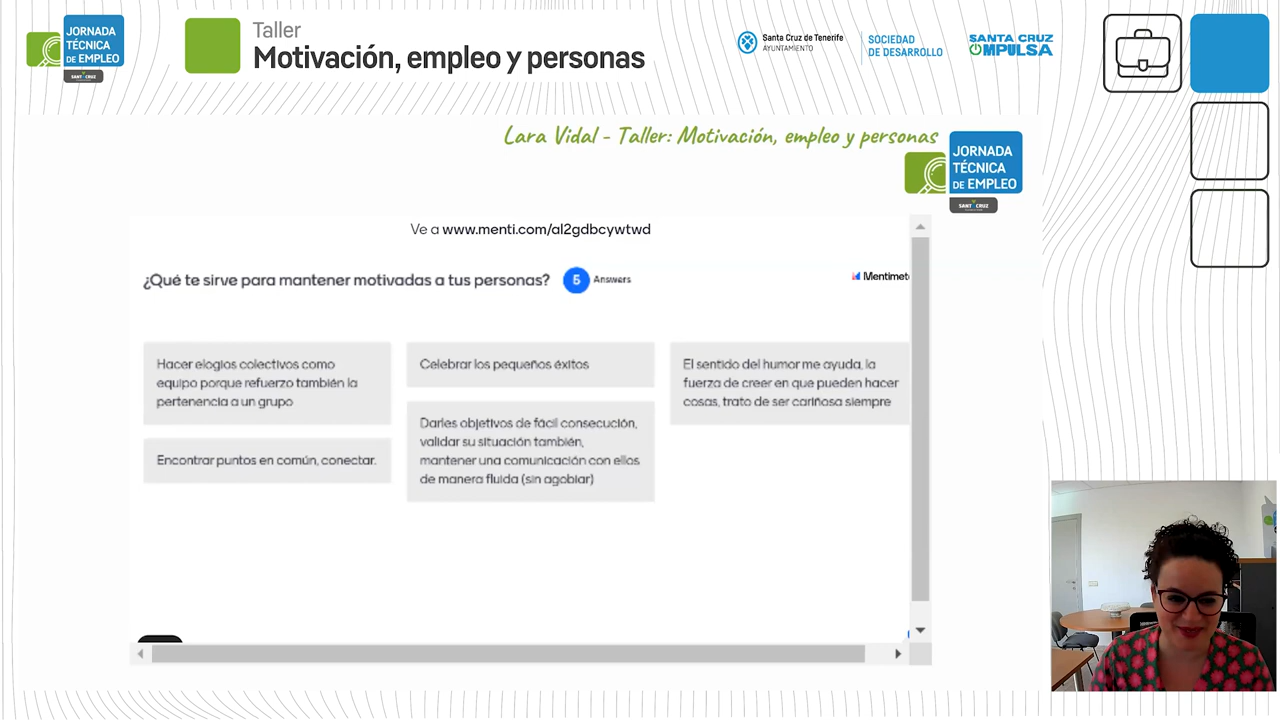 JORNADA
TÉCNICA
DE EMPLEO
SANTA CRUZ
Taller
Motivación, empleo y personas
Santa Cruz de Tenerife
AYUNTAMIENTO
SOCIEDAD
DE DESARROLLO
SANTA CRUZ
IMPULSA
Lara Vidal - Taller: Motivación, empleo y personas
JORNADA
TÉCNICA
DE EMPLEO
SANTA CRUZ
Ve a www.menti.com/al2gdbcywtwd
¿Qué te sirve para mantener motivadas a tus personas? 5 Answers
Mentimet
Hacer elogios colectivos como
equipo porque refuerzo también la
pertenencia a un grupo
Encontrar puntos en común, conectar.
Celebrar los pequeños éxitos
Darles objetivos de fácil consecución,
validar su situación también,
mantener una comunicación con ellos
de manera fluida (sin agobiar)
El sentido del humor me ayuda, la
fuerza de creer en que pueden hacer
cosas, trato de ser cariñosa siempre